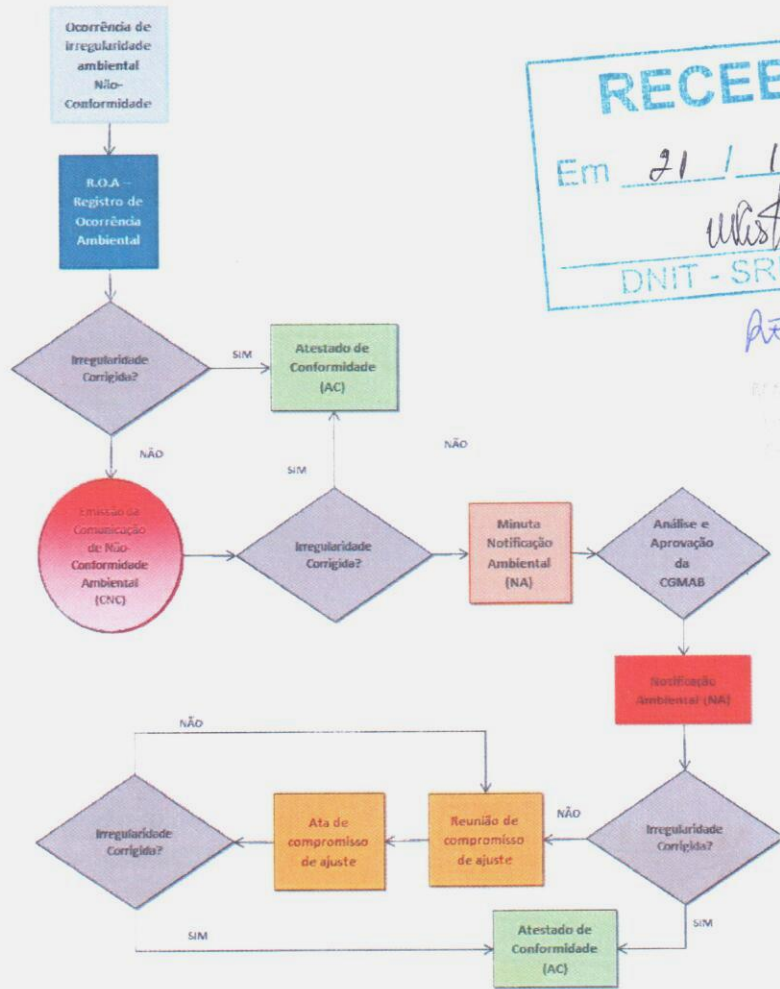 Ocorrência de
irregularidade
ambiental
Não-
Conformidade
RECEB
Em 21 / 1
DNIT - SR
R.O.A –
Registro de
Ocorrência
Ambiental
Irregularidade
Corrigida?
SIM
Atestado de
Conformidade
(AC)
NÃO
SIM
NÃO
Emissão da
Comunicação
de Não-
Conformidade
Ambiental
(CNC)
Irregularidade
Corrigida?
Minuta
Notificação
Ambiental
(NA)
Análise e
Aprovação
da
CGMAB
Notificação
Ambiental (NA)
NÃO
Irregularidade
Corrigida?
Ata de
compromisso
de ajuste
Reunião de
compromisso
de ajuste
NÃO
Irregularidade
Corrigida?
SIM
Atestado de
Conformidade
(AC)
SIM